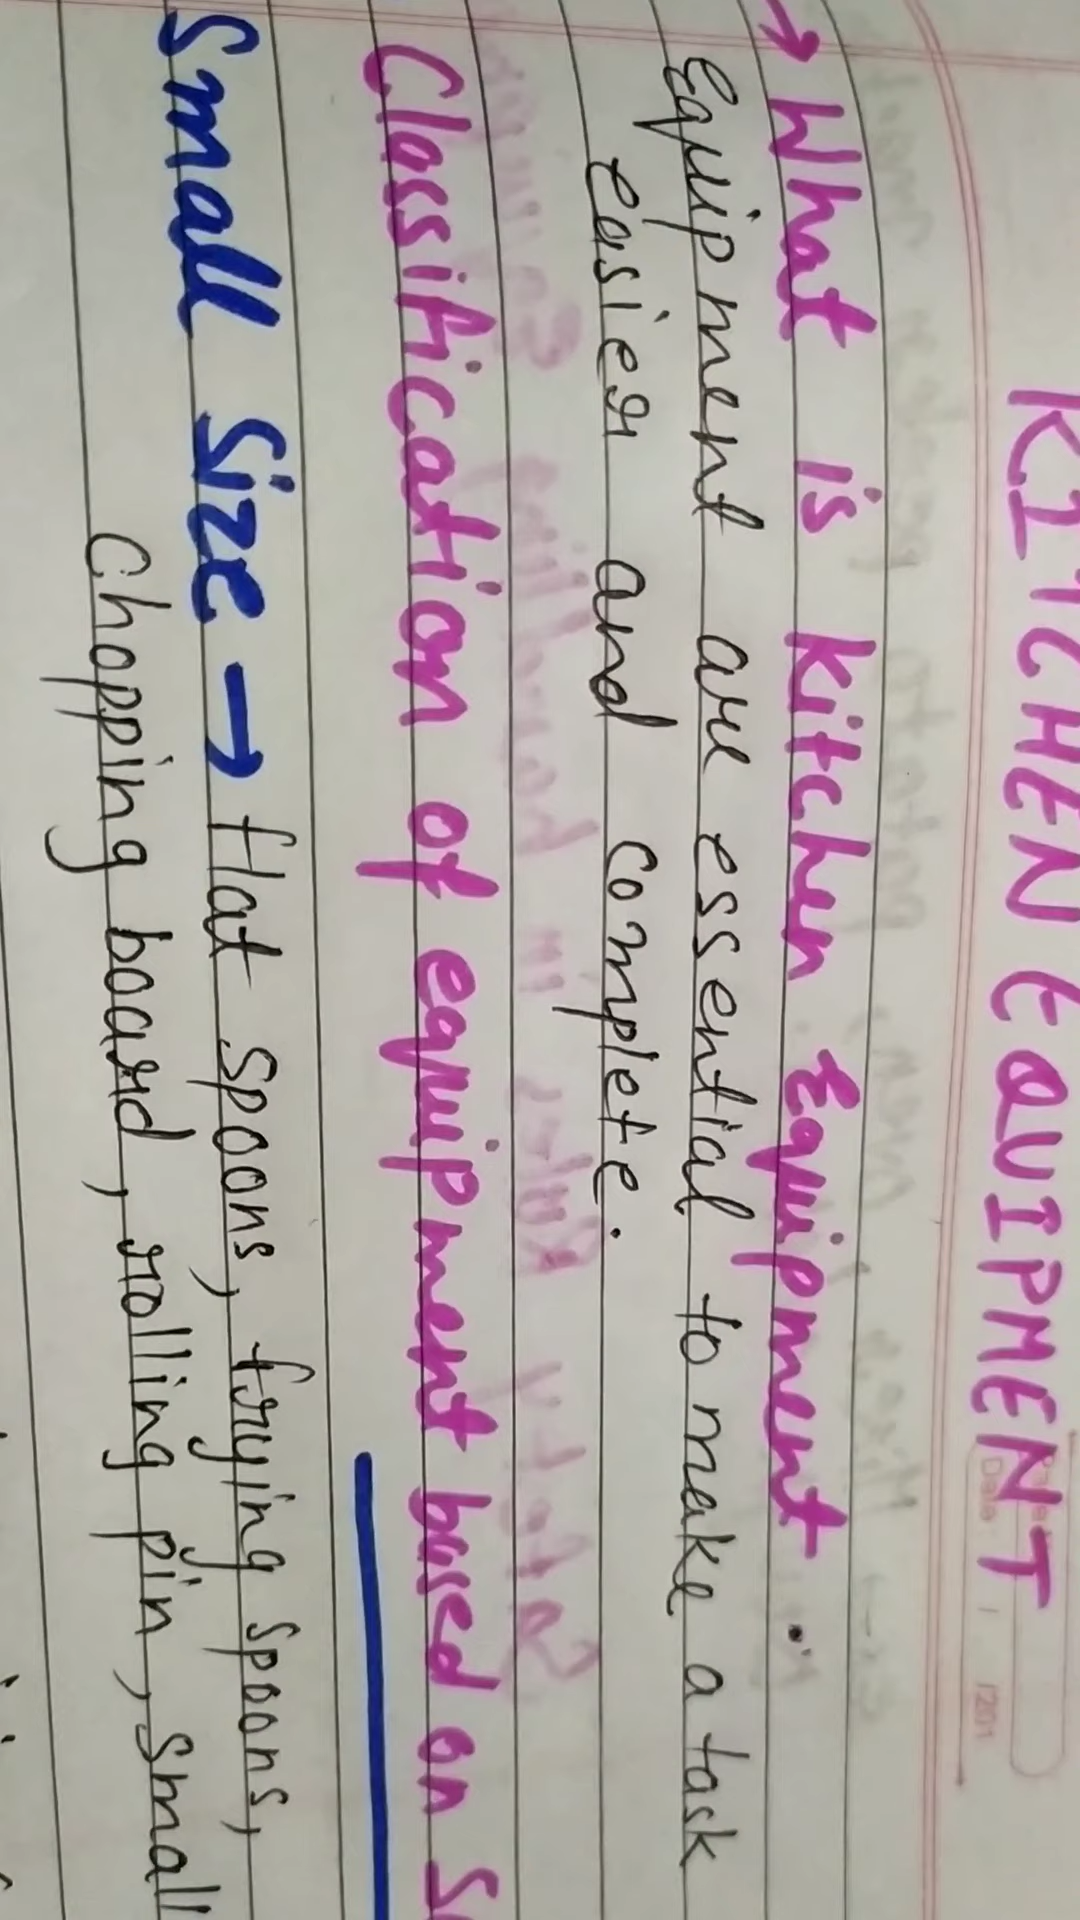 KITCHEN EQUIPMENT
→ What is kitchen Equipment.
Equipment are essential to make a task
easier and complete.
Classification of equipment based on
Small Size → flat spoons, frying spoons,
Chopping board, rolling pin, small